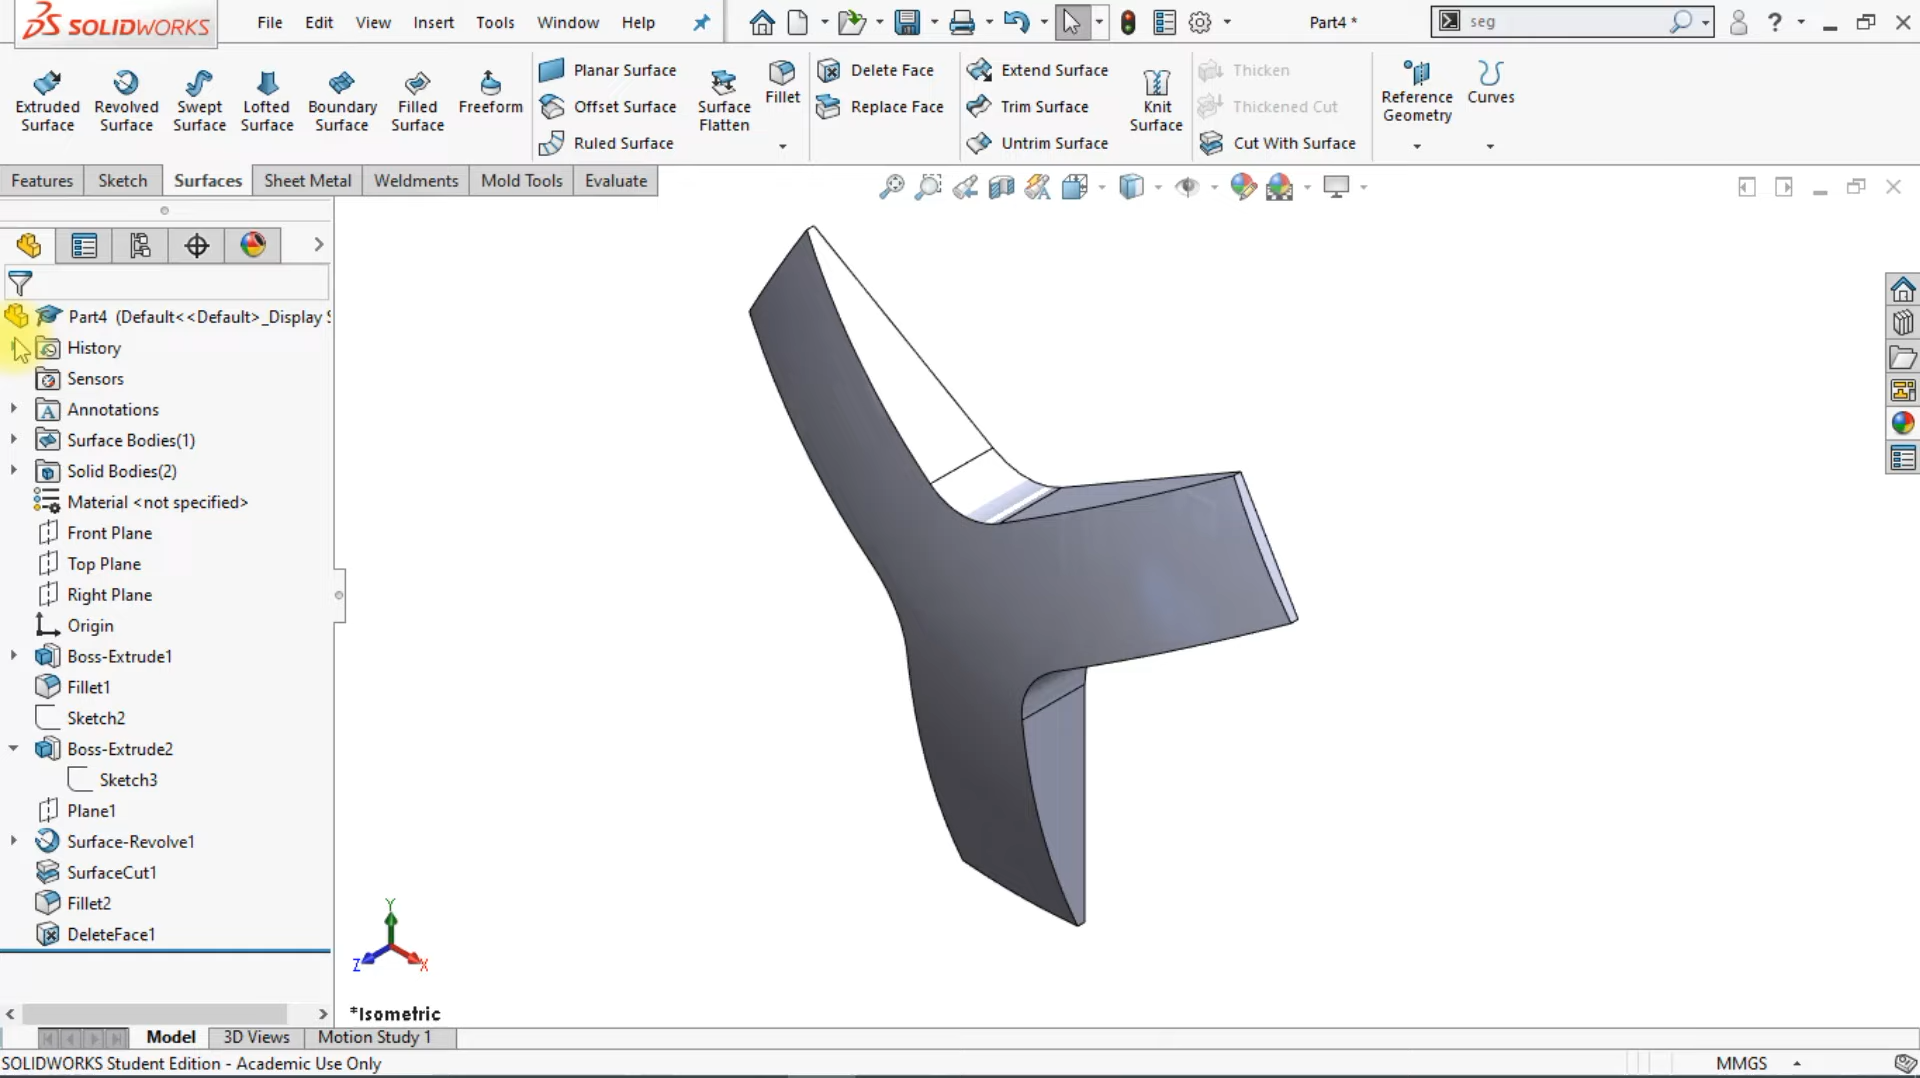 SOLIDWORKS
File
Edit
View
Insert
Tools
Window
Help
Part4 *
seg
Extruded
Surface
Revolved
Surface
Swept
Surface
Lofted
Surface
Boundary
Surface
Filled
Surface
Freeform
Planar Surface
Offset Surface
Ruled Surface
Surface
Flatten
Fillet
Delete Face
Replace Face
Extend Surface
Trim Surface
Untrim Surface
Knit
Surface
Thicken
Thickened Cut
Cut With Surface
Reference
Geometry
Curves
Features
Sketch
Surfaces
Sheet Metal
Weldments
Mold Tools
Evaluate
Part4 (Default<<Default>_Display S
History
Sensors
Annotations
Surface Bodies(1)
Solid Bodies(2)
Material <not specified>
Front Plane
Top Plane
Right Plane
Origin
Boss-Extrude1
Fillet1
Sketch2
Boss-Extrude2
Sketch3
Plane1
Surface-Revolve1
SurfaceCut1
Fillet2
DeleteFace1
Y
Z
X
*Isometric
Model
3D Views
Motion Study 1
SOLIDWORKS Student Edition - Academic Use Only
MMGS